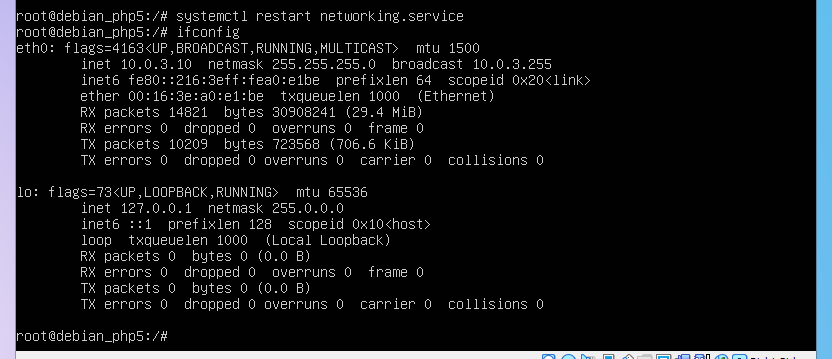 root@debian_php5:/# systemctl restart networking.service
root@debian_php5:/# ifconfig
eth0: flags=4163<UP,BROADCAST,RUNNING,MULTICAST>  mtu 1500
        inet 10.0.3.10  netmask 255.255.255.0  broadcast 10.0.3.255
        inet6 fe80::216:3eff:fea0:e1be  prefixlen 64  scopeid 0x20<link>
        ether 00:16:3e:a0:e1:be  txqueuelen 1000  (Ethernet)
        RX packets 14821  bytes 30908241 (29.4 MiB)
        RX errors 0  dropped 0  overruns 0  frame 0
        TX packets 10209  bytes 723568 (706.6 KiB)
        TX errors 0  dropped 0 overruns 0  carrier 0  collisions 0

lo: flags=73<UP,LOOPBACK,RUNNING>  mtu 65536
        inet 127.0.0.1  netmask 255.0.0.0
        inet6 ::1  prefixlen 128  scopeid 0x10<host>
        loop  txqueuelen 1000  (Local Loopback)
        RX packets 0  bytes 0 (0.0 B)
        RX errors 0  dropped 0  overruns 0  frame 0
        TX packets 0  bytes 0 (0.0 B)
        TX errors 0  dropped 0 overruns 0  carrier 0  collisions 0

root@debian_php5:/#